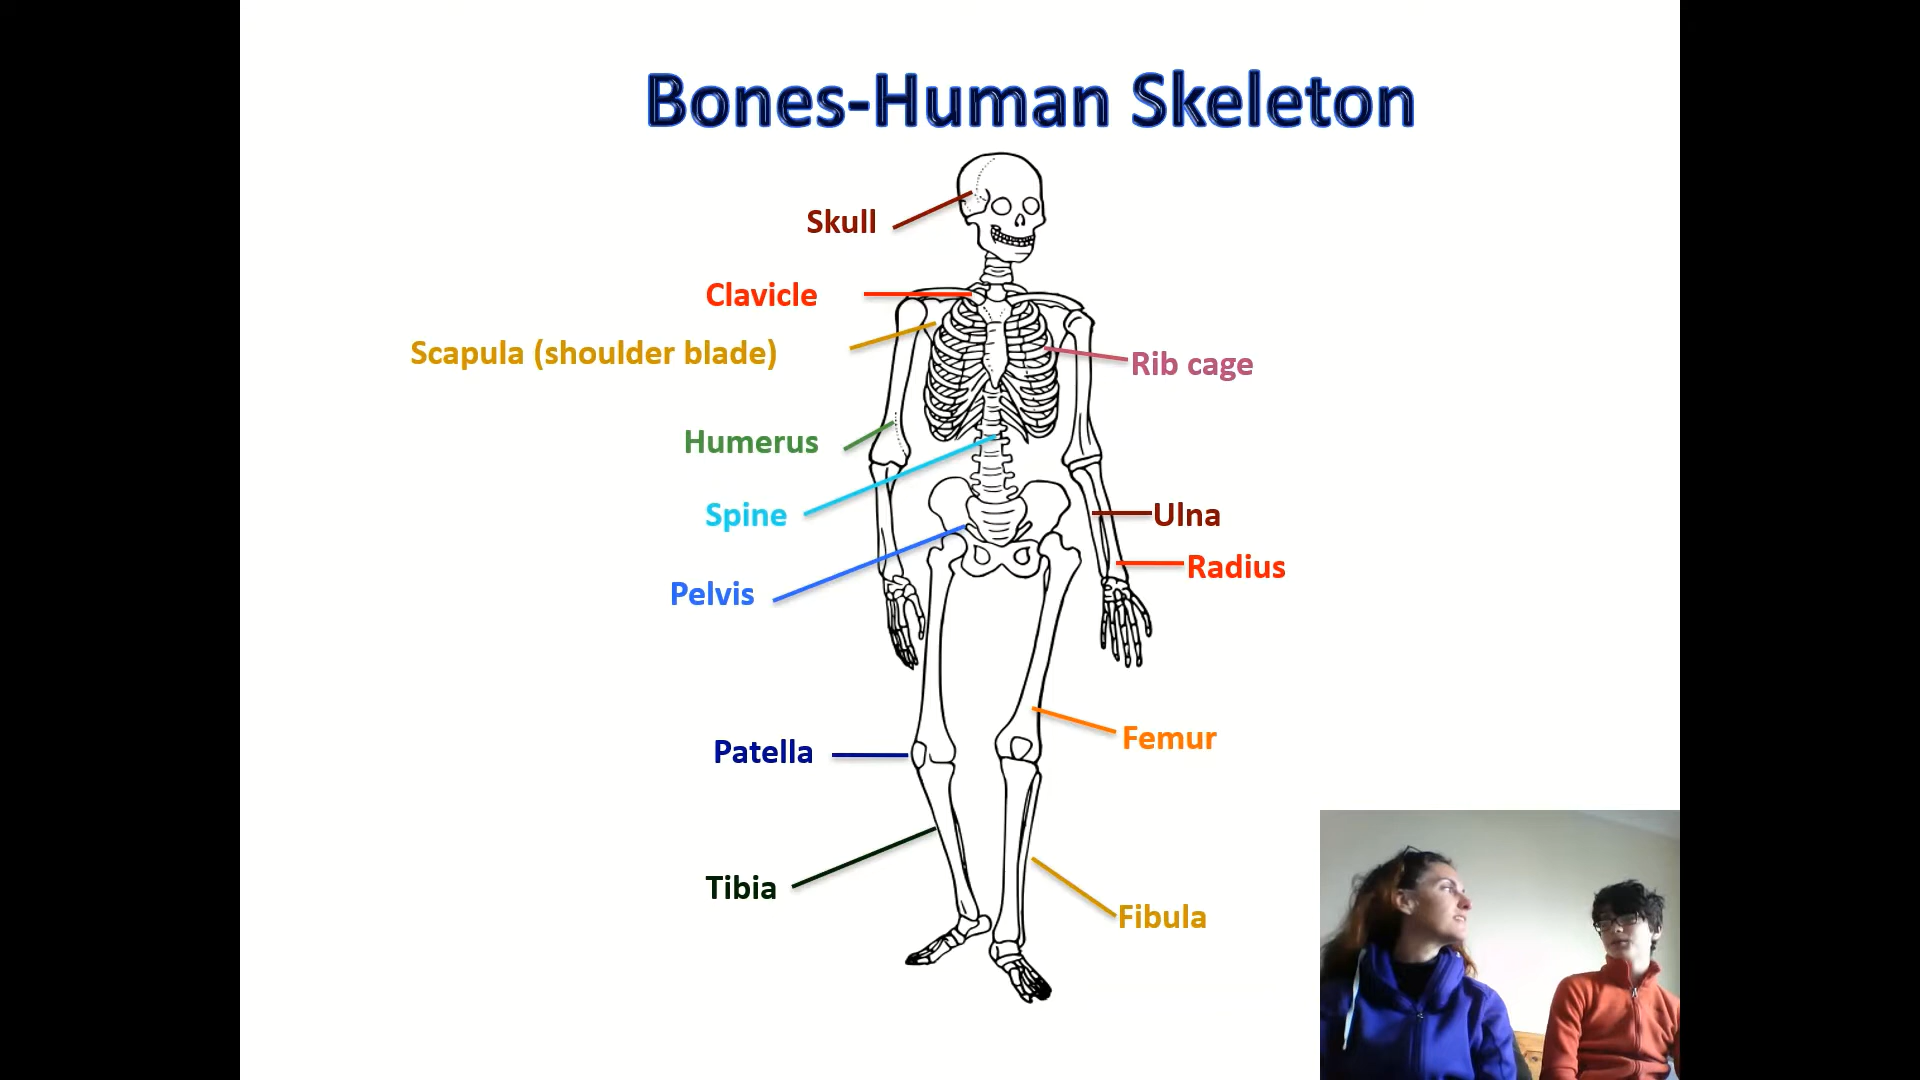 Bones-Human Skeleton
Skull
Clavicle
Scapula (shoulder blade)
Rib cage
Humerus
Spine
Ulna
Radius
Pelvis
Femur
Patella
Tibia
Fibula